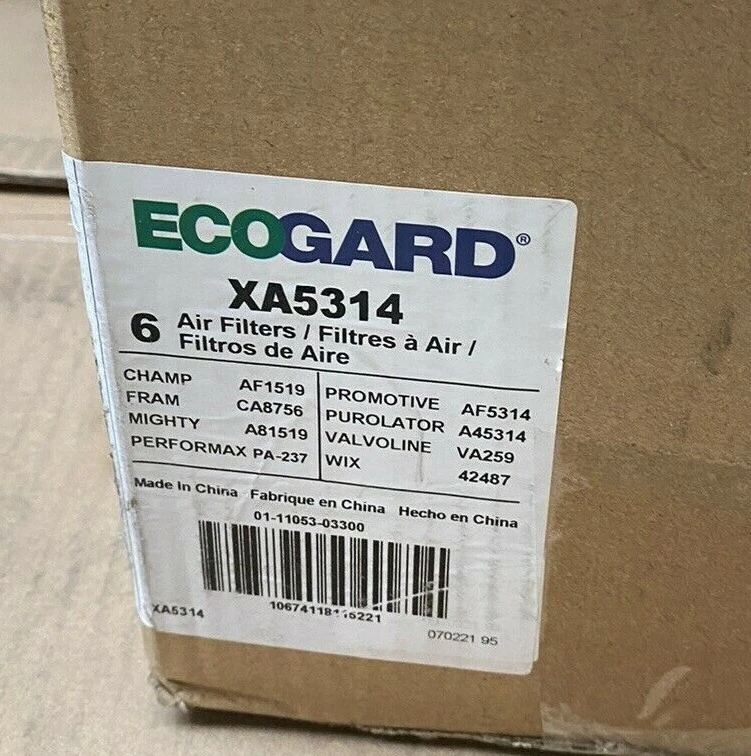 ECOGARD®
XA5314
6 Air Filters / Filtres à Air /
Filtros de Aire
CHAMP AF1519
FRAM CA8756
MIGHTY A81519
PERFORMAX PA-237
PROMOTIVE AF5314
PUROLATOR A45314
VALVOLINE VA259
WIX 42487
Made In China Fabrique en China Hecho en China
01-11053-03300
XA5314
070221 95